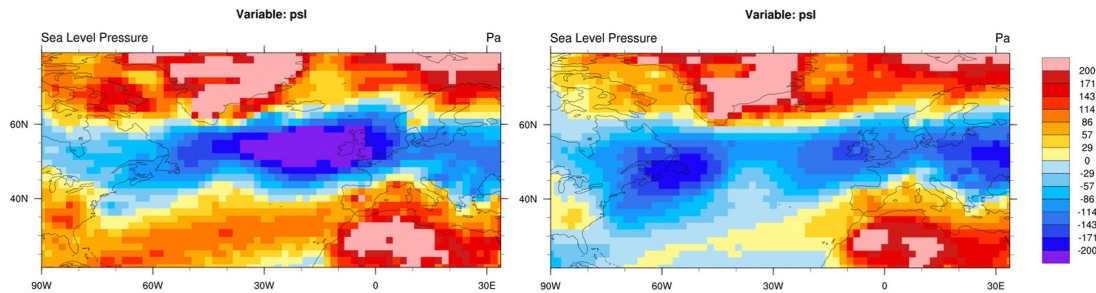 Variable: psl
Sea Level Pressure Pa
60N
40N
90W 60W 30W 0 30E
Variable: psl
Sea Level Pressure Pa
60N
40N
90W 60W 30W 0 30E
200
171
143
114
86
57
29
0
-29
-57
-86
-114
-143
-171
-200